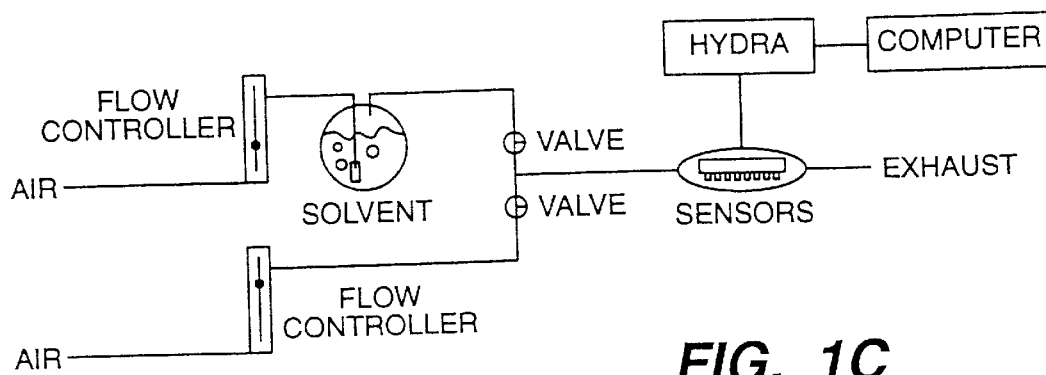 HYDRA
COMPUTER
FLOW
CONTROLLER
VALVE
AIR
EXHAUST
SOLVENT
VALVE
SENSORS
FLOW
CONTROLLER
AIR
FIG. 1C